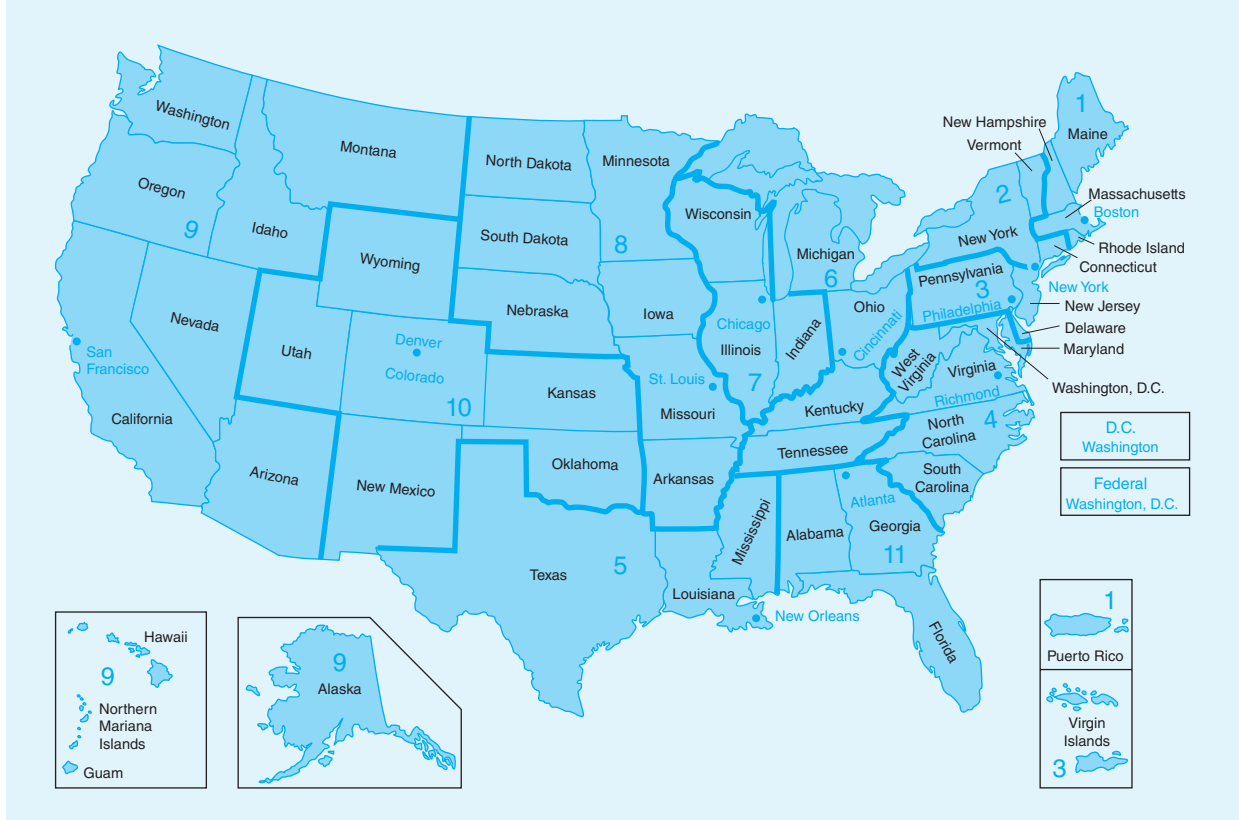 Washington
Montana
North Dakota
Minnesota
New Hampshire
Vermont
1
Maine
Oregon
9
Idaho
Wyoming
South Dakota
8
Wisconsin
Michigan
6
2
New York
Massachusetts
Boston
Rhode Island
Connecticut
New York
Pennsylvania
3
Philadelphia
New Jersey
Delaware
Maryland
Washington, D.C.
Nevada
Utah
Denver
Colorado
10
Nebraska
Iowa
Chicago
Illinois
7
Indiana
Ohio
Cincinnati
West
Virginia
Virginia
Richmond
San
Francisco
California
Kansas
St. Louis
Missouri
Kentucky
4
North
Carolina
D.C.
Washington
Federal
Washington, D.C.
Arizona
New Mexico
Oklahoma
Arkansas
Tennessee
South
Carolina
Mississippi
Alabama
Atlanta
Georgia
11
Texas
5
Louisiana
New Orleans
Florida
Hawaii
9
Northern
Mariana
Islands
Guam
9
Alaska
1
Puerto Rico
Virgin
Islands
3